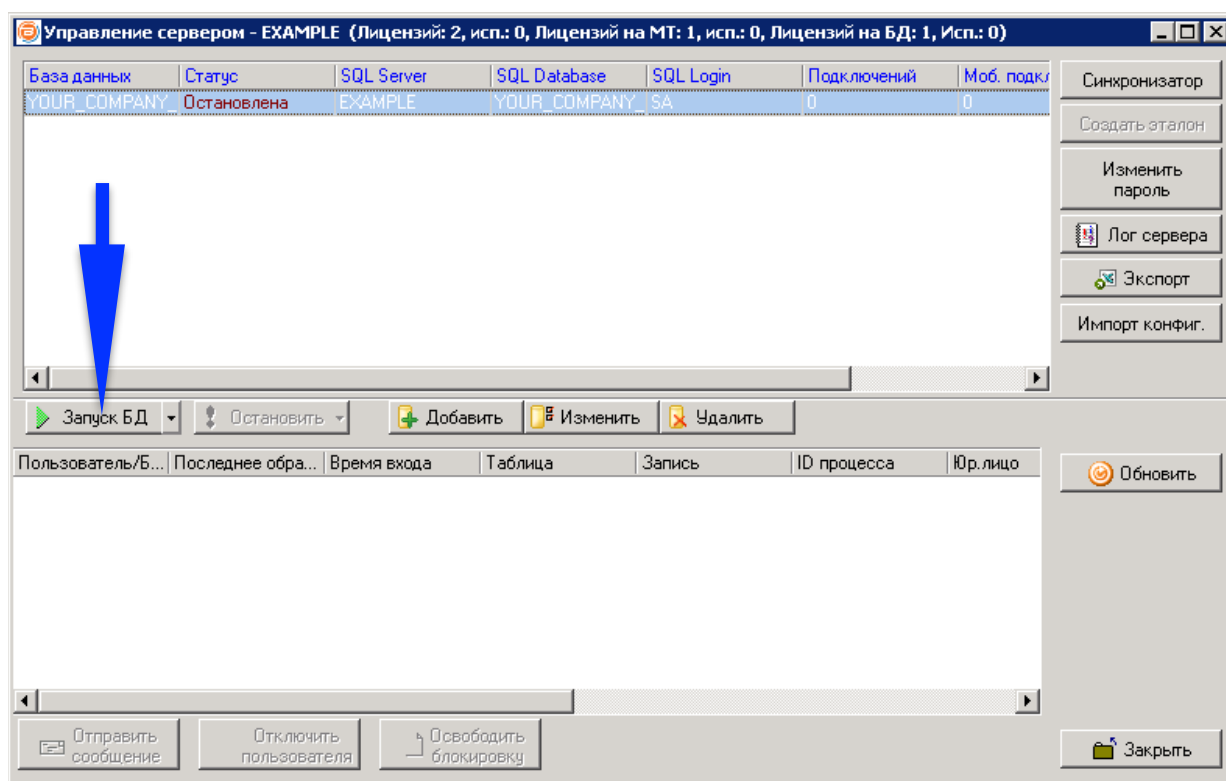 Управление сервером - EXAMPLE (Лицензий: 2, исп.: 0, Лицензий на МТ: 1, исп.: 0, Лицензий на БД: 1, Исп.: 0)
База данных Статус SQL Server SQL Database SQL Login Подключений Моб. подкл
YOUR_COMPANY_ Остановлена EXAMPLE YOUR_COMPANY_ SA 0 0
Синхронизатор
Создать эталон
Изменить
пароль
Лог сервера
Экспорт
Импорт конфиг.
Запуск БД Остановить Добавить Изменить Удалить
Пользователь/Б... Последнее обра... Время входа Таблица Запись ID процесса Юр.лицо
Обновить
Отправить
сообщение
Отключить
пользователя
Освободить
блокировку
Закрыть